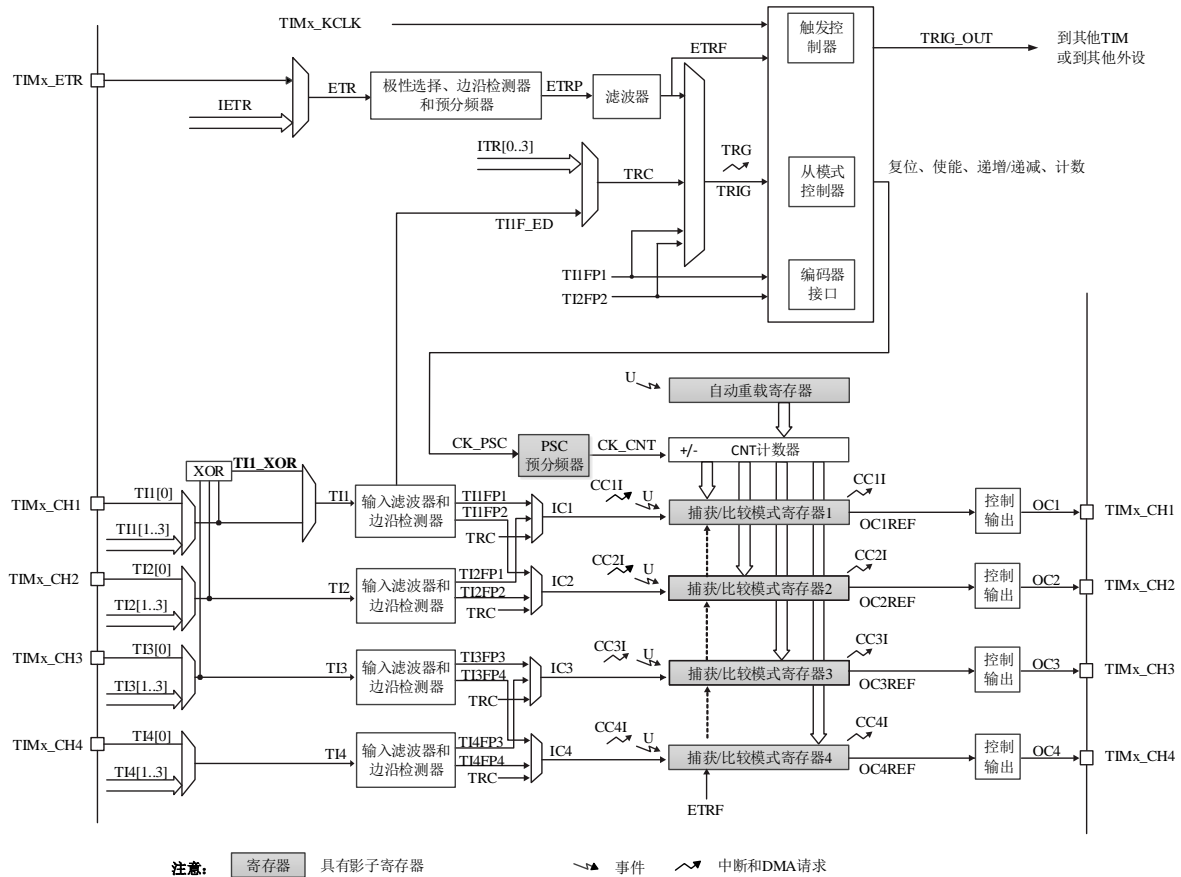 TIMx_KCLK
触发控
制器
TRIG_OUT
到其他TIM
或到其他外设
ETRF
TIMx_ETR
IETR
ETR
极性选择、边沿检测器
和预分频器
ETRP
滤波器
ITR[0..3]
TRC
TI1F_ED
TRG
TRIG
从模式
控制器
复位、使能、递增/递减、计数
TI1FP1
TI2FP2
编码器
接口
U
自动重载寄存器
CK_PSC
PSC
预分频器
CK_CNT
+/-
CNT计数器
XOR
TI1_XOR
TIMx_CH1
TI1[0]
TI1[1..3]
TI1
输入滤波器和
边沿检测器
TI1FP1
TI1FP2
TRC
IC1
CC1I
U
捕获/比较模式寄存器1
CC1I
OC1REF
控制
输出
OC1
TIMx_CH1
TIMx_CH2
TI2[0]
TI2[1..3]
TI2
输入滤波器和
边沿检测器
TI2FP1
TI2FP2
TRC
IC2
CC2I
U
捕获/比较模式寄存器2
CC2I
OC2REF
控制
输出
OC2
TIMx_CH2
TIMx_CH3
TI3[0]
TI3[1..3]
TI3
输入滤波器和
边沿检测器
TI3FP3
TI3FP4
TRC
IC3
CC3I
U
捕获/比较模式寄存器3
CC3I
OC3REF
控制
输出
OC3
TIMx_CH3
TIMx_CH4
TI4[0]
TI4[1..3]
TI4
输入滤波器和
边沿检测器
TI4FP3
TI4FP4
TRC
IC4
CC4I
U
捕获/比较模式寄存器4
CC4I
OC4REF
控制
输出
OC4
TIMx_CH4
ETRF
注意：
寄存器
具有影子寄存器
事件
中断和DMA请求